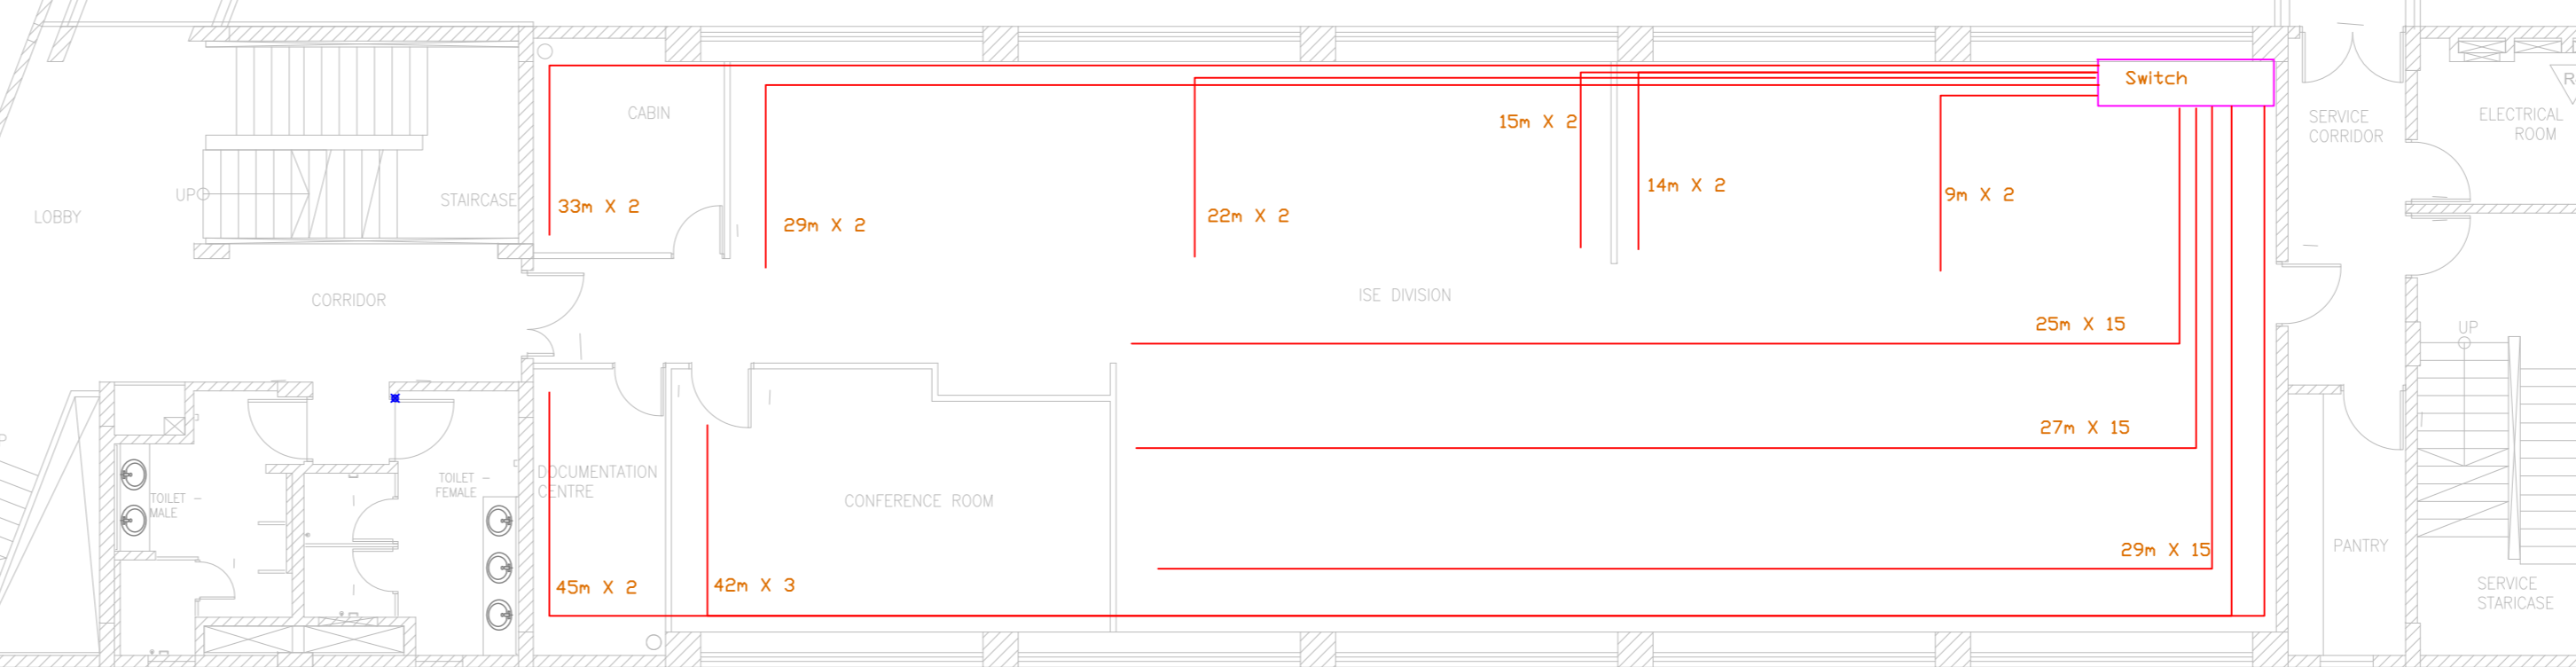 Switch
R
CABIN
SERVICE
CORRIDOR
ELECTRICAL
ROOM
15m X 2
14m X 2
9m X 2
UP
STAIRCASE
33m X 2
LOBBY
29m X 2
22m X 2
CORRIDOR
ISE DIVISION
25m X 15
UP
27m X 15
DOCUMENTATION
CENTRE
TOILET -
FEMALE
TOILET -
MALE
CONFERENCE ROOM
29m X 15
PANTRY
45m X 2
42m X 3
SERVICE
STARICASE